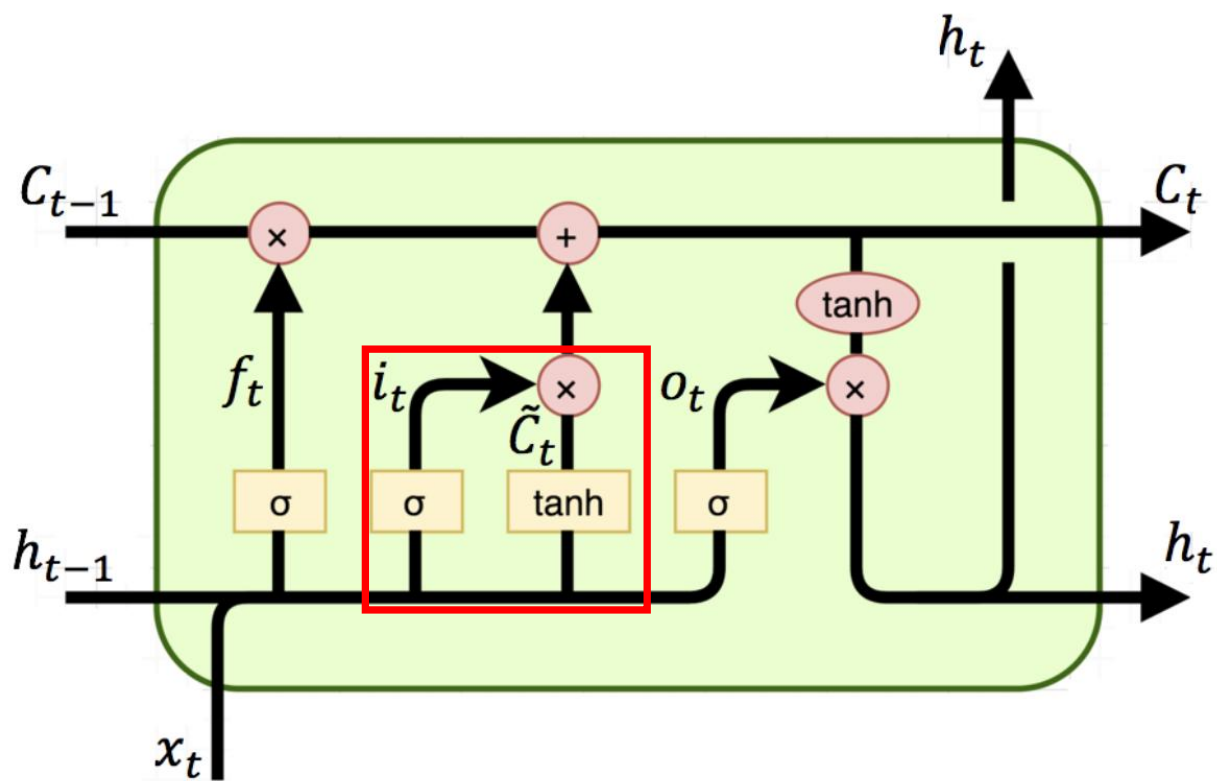 h_t
C_{t−1}
C_t
×
+
tanh
f_t
i_t
×
o_t
×
C̃_t
σ
σ
tanh
σ
h_{t−1}
h_t
x_t